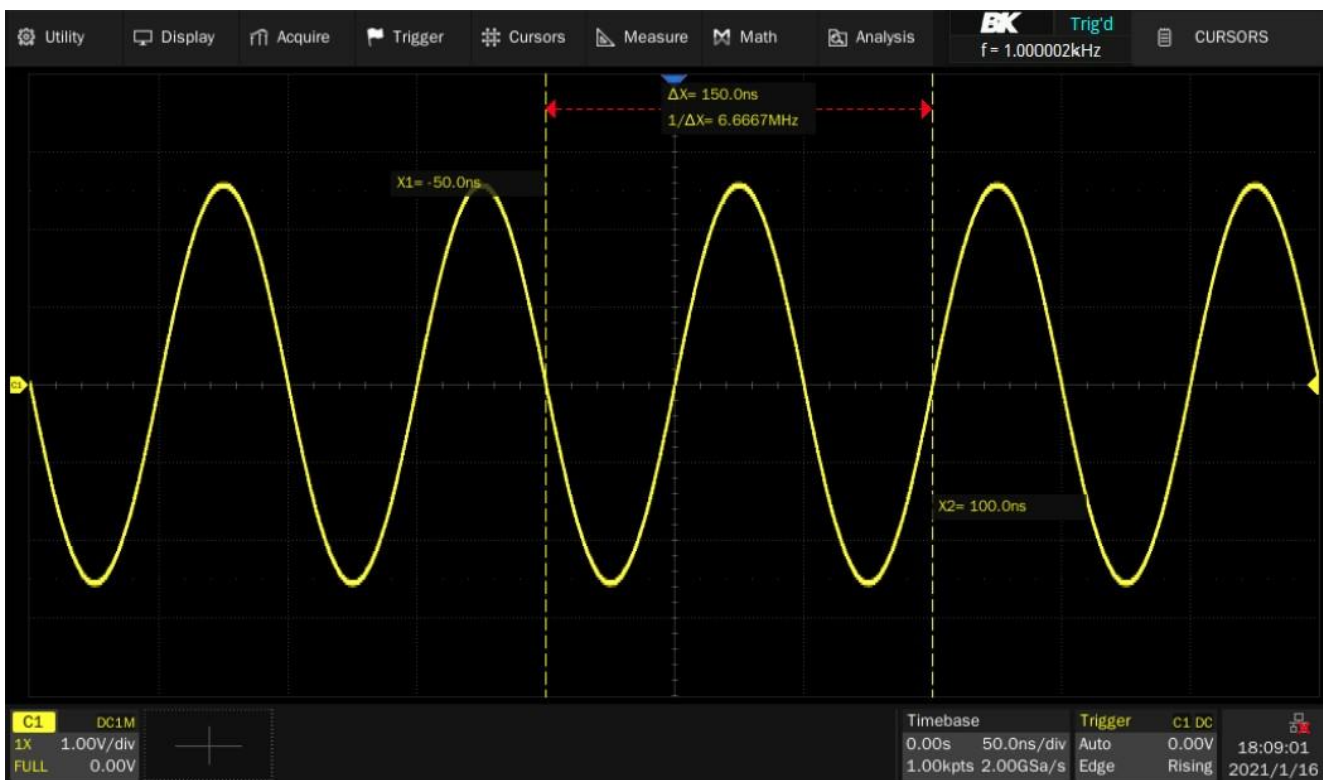 Utility Display Acquire Trigger Cursors Measure Math Analysis BK Trig'd CURSORS
f = 1.000002kHz
ΔX= 150.0ns
1/ΔX= 6.6667MHz
X1= -50.0ns
C1
X2= 100.0ns
C1 DC1M
1X 1.00V/div
FULL 0.00V
Timebase
0.00s 50.0ns/div
1.00kpts 2.00GSa/s
Trigger C1 DC
Auto 0.00V
Edge Rising
18:09:01
2021/1/16